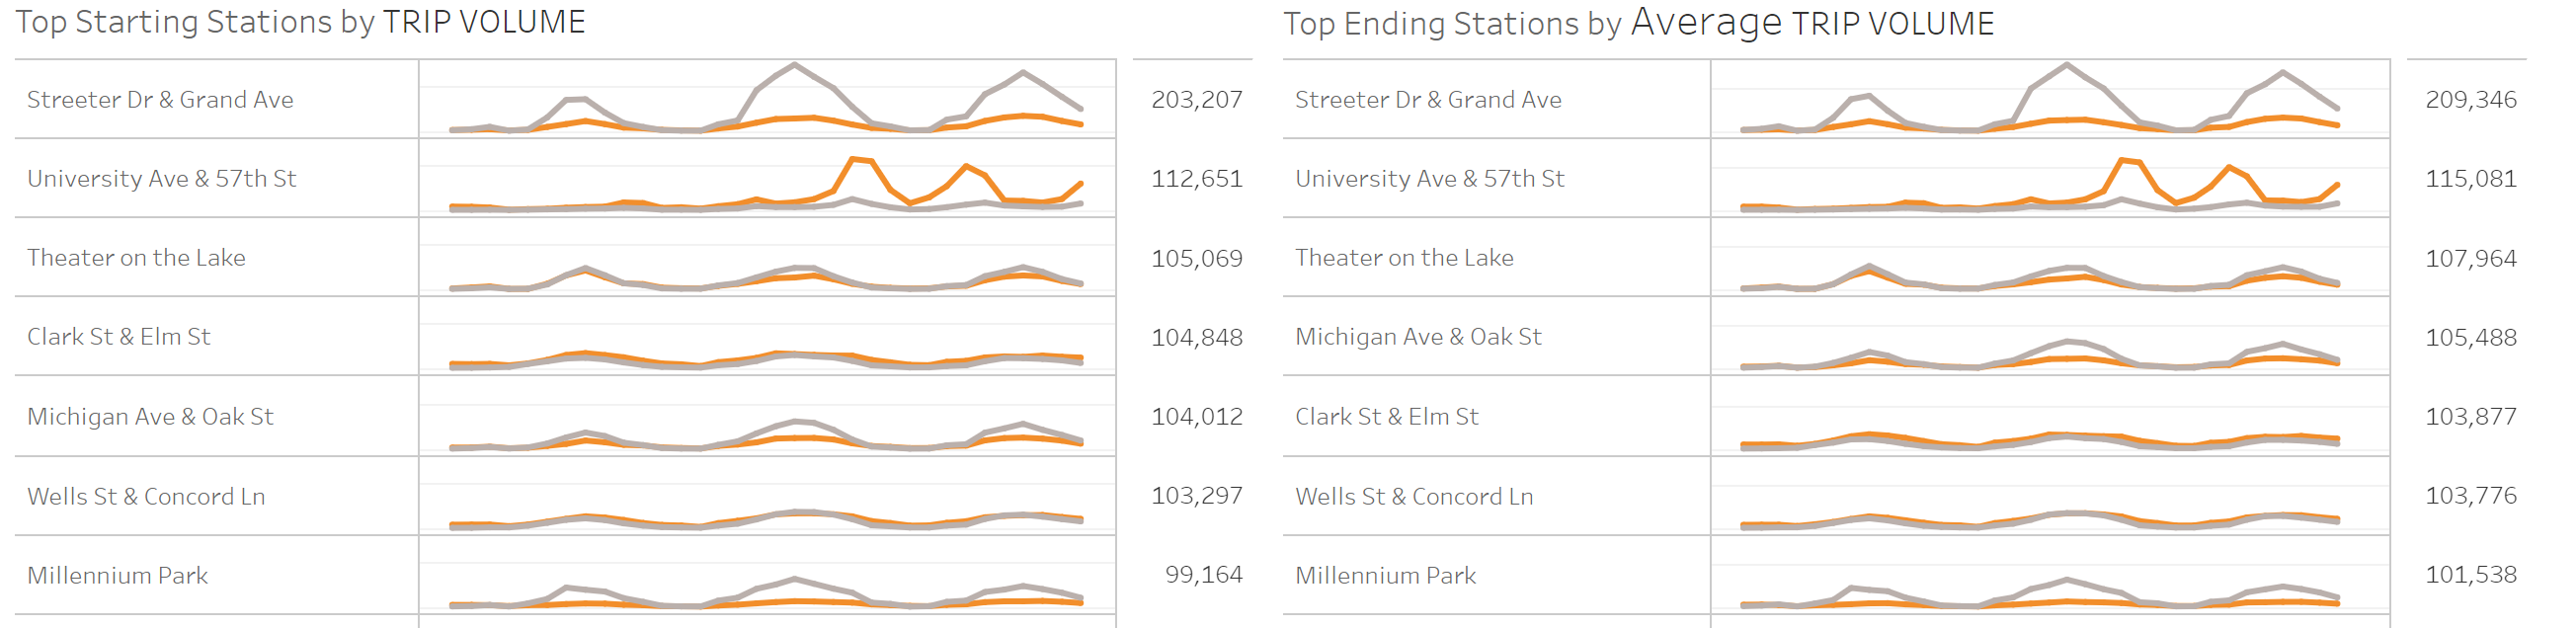 Top Starting Stations by TRIP VOLUME
Streeter Dr & Grand Ave 203,207
University Ave & 57th St 112,651
Theater on the Lake 105,069
Clark St & Elm St 104,848
Michigan Ave & Oak St 104,012
Wells St & Concord Ln 103,297
Millennium Park 99,164
Top Ending Stations by Average TRIP VOLUME
Streeter Dr & Grand Ave 209,346
University Ave & 57th St 115,081
Theater on the Lake 107,964
Michigan Ave & Oak St 105,488
Clark St & Elm St 103,877
Wells St & Concord Ln 103,776
Millennium Park 101,538